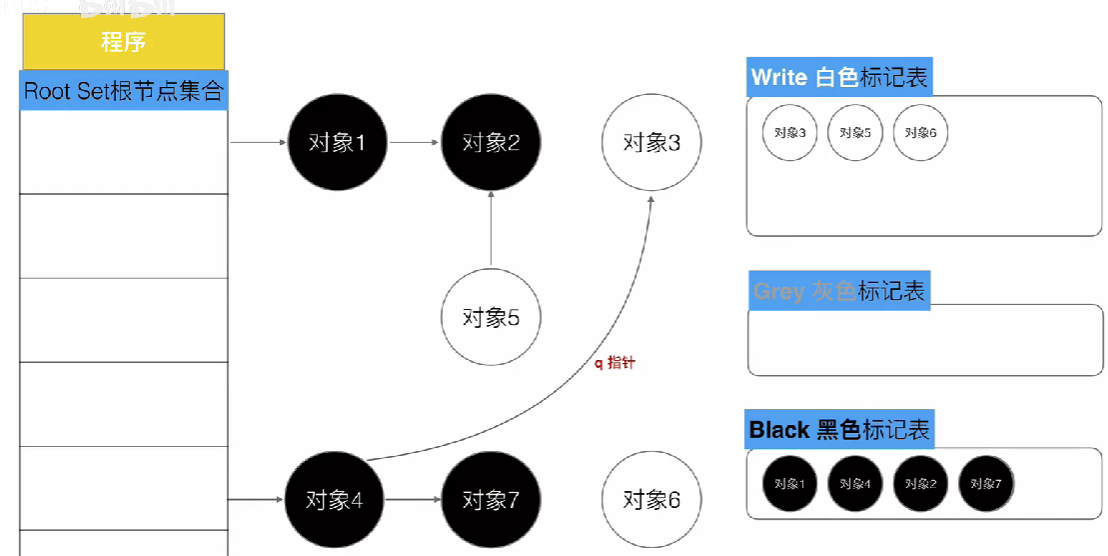 程序
Root Set根节点集合
对象1
对象2
对象3
对象5
q 指针
对象4
对象7
对象6
Write 白色标记表
对象3
对象5
对象6
Grey 灰色标记表
Black 黑色标记表
对象1
对象4
对象2
对象7